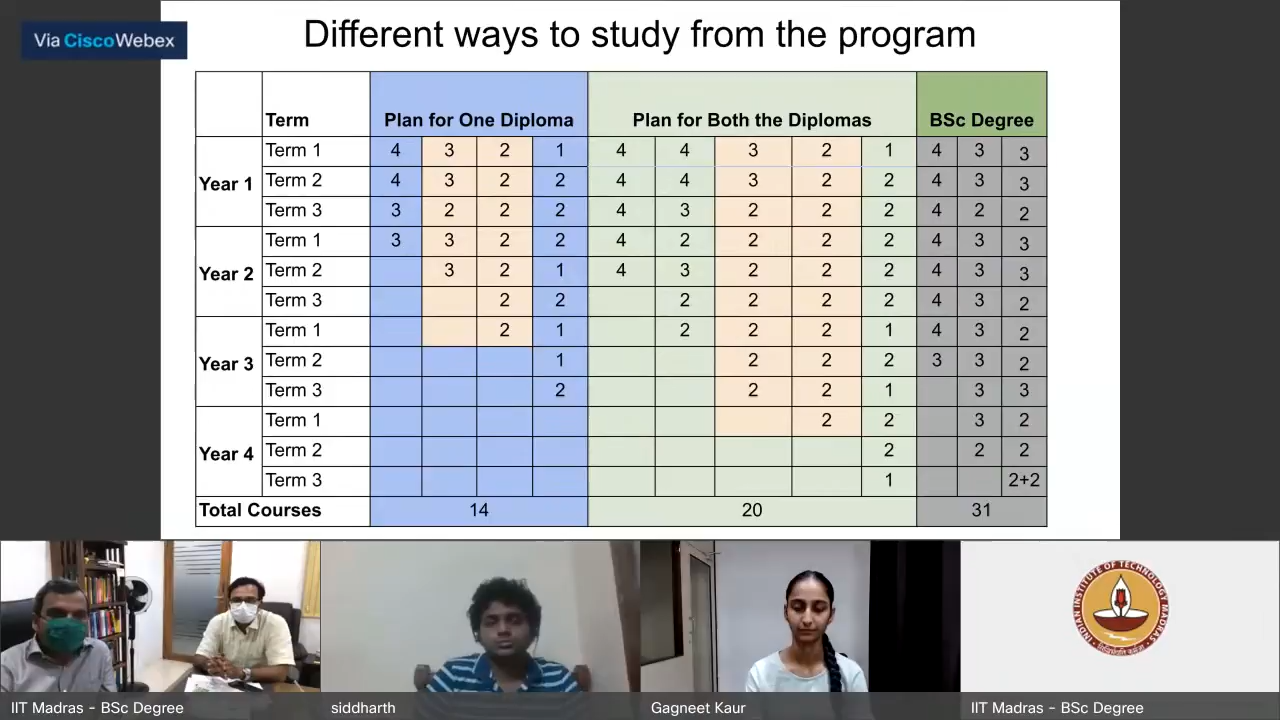 Via Cisco Webex
Different ways to study from the program
Term Plan for One Diploma Plan for Both the Diplomas BSc Degree
Year 1 Term 1 4 3 2 1 4 4 3 2 1 4 3 3
Term 2 4 3 2 2 4 4 3 2 2 4 3 3
Term 3 3 2 2 2 4 3 2 2 2 4 2 2
Year 2 Term 1 3 3 2 2 4 2 2 2 2 4 3 3
Term 2 3 2 1 4 3 2 2 2 4 3 3
Term 3 2 2 2 2 2 2 4 3 2
Year 3 Term 1 2 1 2 2 2 1 4 3 2
Term 2 1 2 2 2 3 3 2
Term 3 2 2 2 1 3 3
Year 4 Term 1 2 2 3 2
Term 2 2 2 2
Term 3 1 2+2
Total Courses 14 20 31
INDIAN INSTITUTE OF TECHNOLOGY MADRAS
IIT Madras - BSc Degree
siddharth
Gagneet Kaur
IIT Madras - BSc Degree